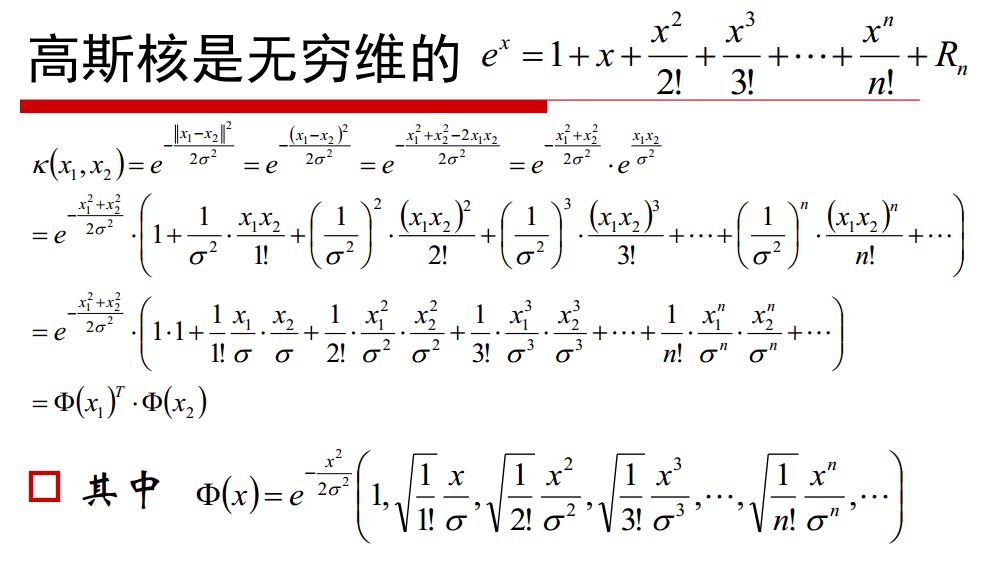 高斯核是无穷维的 $e^x = 1 + x + \frac{x^2}{2!} + \frac{x^3}{3!} + \cdots + \frac{x^n}{n!} + R_n$
$\kappa(x_1, x_2) = e^{-\frac{\|x_1 - x_2\|^2}{2\sigma^2}} = e^{-\frac{(x_1 - x_2)^2}{2\sigma^2}} = e^{-\frac{x_1^2 + x_2^2 - 2x_1x_2}{2\sigma^2}} = e^{-\frac{x_1^2 + x_2^2}{2\sigma^2}} \cdot e^{\frac{x_1x_2}{\sigma^2}}$
$= e^{-\frac{x_1^2 + x_2^2}{2\sigma^2}} \cdot \left(1 + \frac{1}{\sigma^2} \cdot \frac{x_1x_2}{1!} + \left(\frac{1}{\sigma^2}\right)^2 \cdot \frac{(x_1x_2)^2}{2!} + \left(\frac{1}{\sigma^2}\right)^3 \cdot \frac{(x_1x_2)^3}{3!} + \cdots + \left(\frac{1}{\sigma^2}\right)^n \cdot \frac{(x_1x_2)^n}{n!} + \cdots\right)$
$= e^{-\frac{x_1^2 + x_2^2}{2\sigma^2}} \cdot \left(1 \cdot 1 + \frac{1}{1!} \frac{x_1}{\sigma} \cdot \frac{x_2}{\sigma} + \frac{1}{2!} \cdot \frac{x_1^2}{\sigma^2} \cdot \frac{x_2^2}{\sigma^2} + \frac{1}{3!} \cdot \frac{x_1^3}{\sigma^3} \cdot \frac{x_2^3}{\sigma^3} + \cdots + \frac{1}{n!} \cdot \frac{x_1^n}{\sigma^n} \cdot \frac{x_2^n}{\sigma^n} + \cdots\right)$
$= \Phi(x_1)^T \cdot \Phi(x_2)$
其中 $\Phi(x) = e^{-\frac{x^2}{2\sigma^2}} \left(1, \sqrt{\frac{1}{1!}} \frac{x}{\sigma}, \sqrt{\frac{1}{2!}} \frac{x^2}{\sigma^2}, \sqrt{\frac{1}{3!}} \frac{x^3}{\sigma^3}, \cdots, \sqrt{\frac{1}{n!}} \frac{x^n}{\sigma^n}, \cdots\right)$